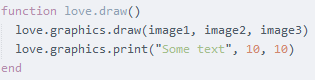 function love.draw()
  love.graphics.draw(image1, image2, image3)
  love.graphics.print("Some text", 10, 10)
end